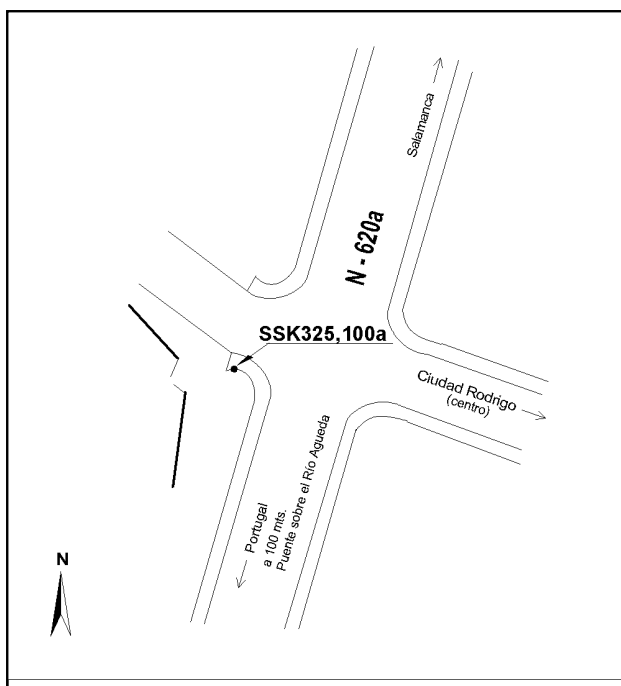 Salamanca
N - 620a
SSK325,100a
Ciudad Rodrigo
(centro)
Portugal
a 100 mts.
Puente sobre el Río Agueda
N